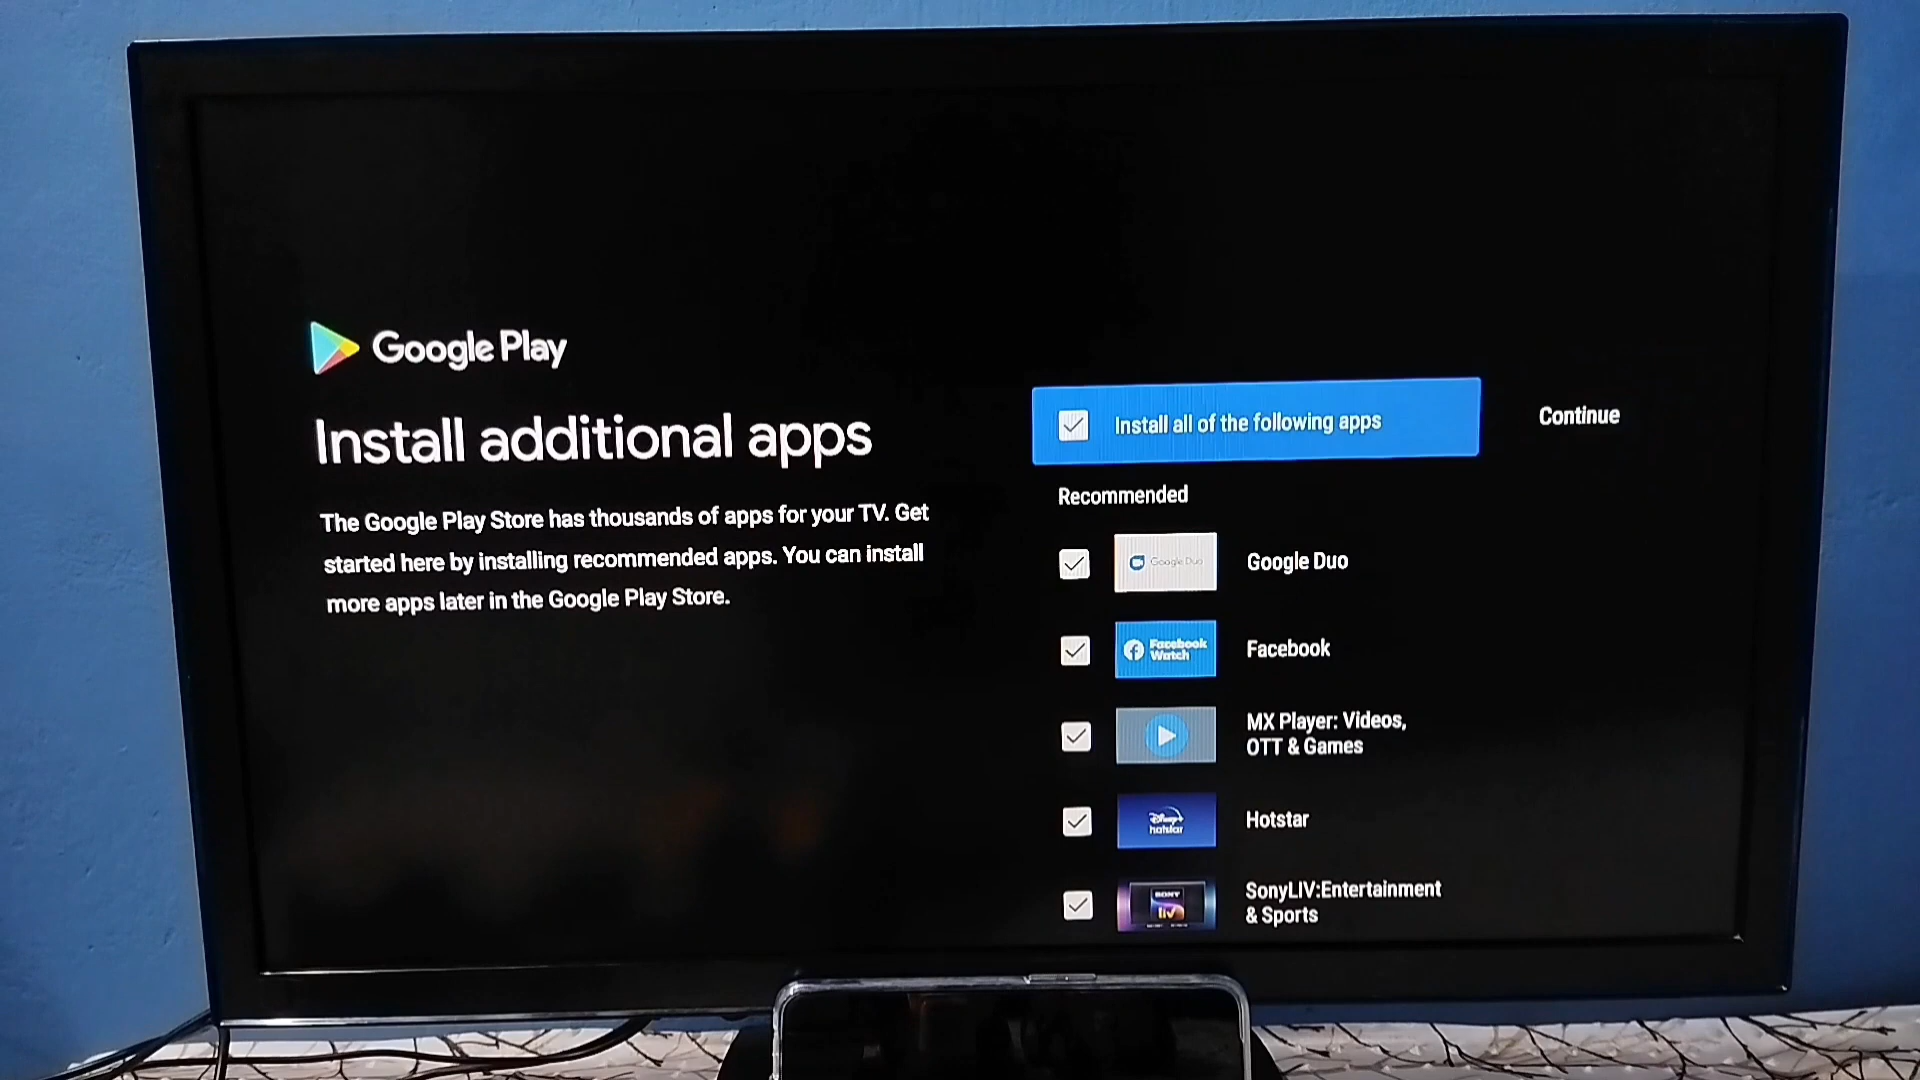 Google Play
Install additional apps
The Google Play Store has thousands of apps for your TV. Get
started here by installing recommended apps. You can install
more apps later in the Google Play Store.
Install all of the following apps
Continue
Recommended
Google Duo
Google Duo
Facebook
Watch
Facebook
MX Player: Videos,
OTT & Games
Disney+
hotstar
Hotstar
SONY
liv
SonyLIV:Entertainment
& Sports